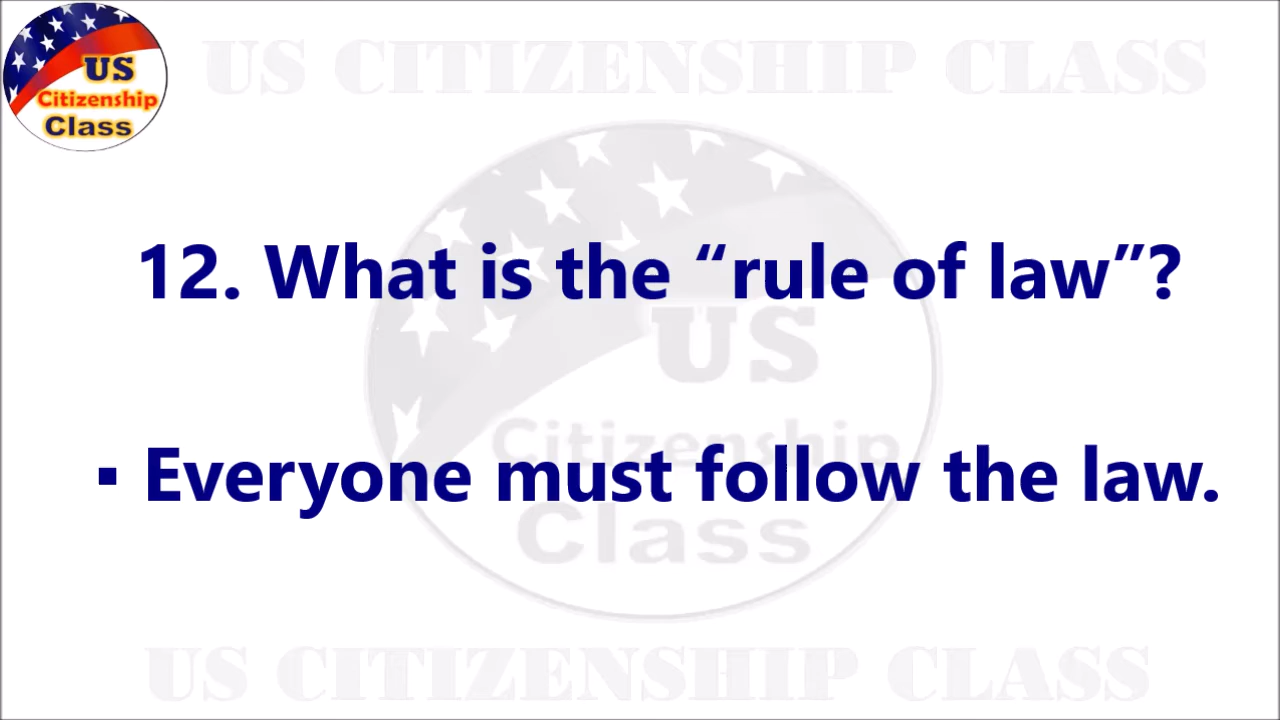 US CITIZENSHIP CLASS
US
Citizenship
Class
12. What is the “rule of law”?
US
Citizenship
▪ Everyone must follow the law.
Class
US CITIZENSHIP CLASS